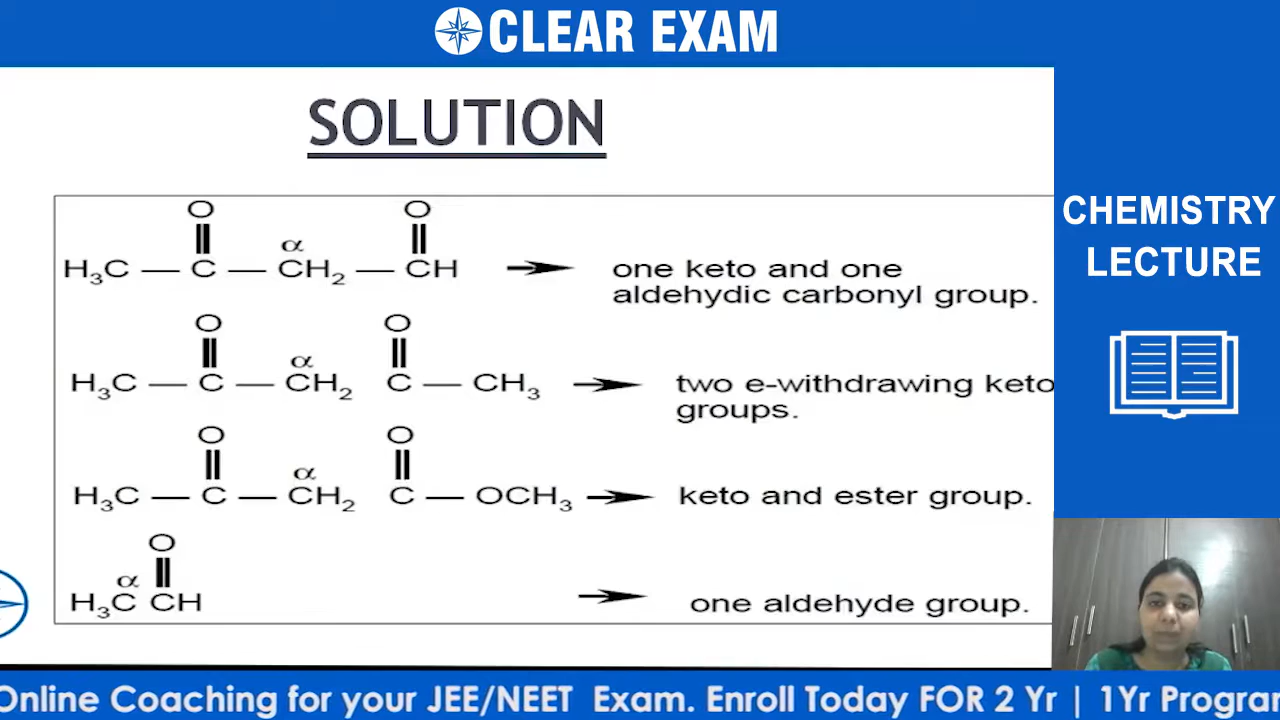 CLEAR EXAM
SOLUTION
O O
α
H₃C — C — CH₂ — CH
one keto and one
aldehydic carbonyl group.
O O
α
H₃C — C — CH₂ C — CH₃
two e-withdrawing keto
groups.
O O
α
H₃C — C — CH₂ C — OCH₃
keto and ester group.
O
α
H₃C CH
one aldehyde group.
CHEMISTRY
LECTURE
Online Coaching for your JEE/NEET Exam. Enroll Today FOR 2 Yr | 1Yr Program